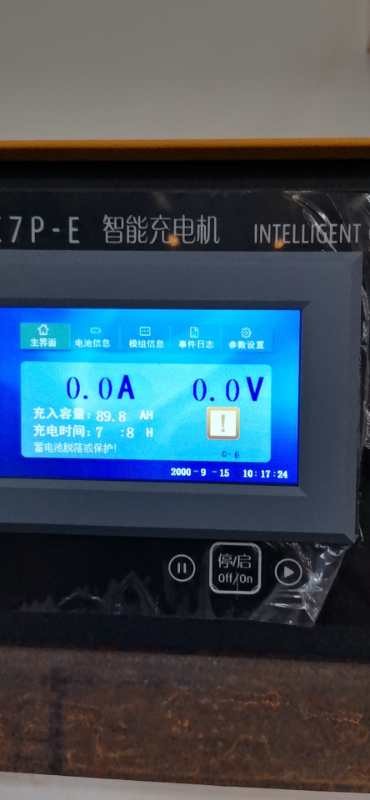 7P-E 智能充电机 INTELLIGENT
主界面 电池信息 模组信息 事件日志 参数设置
0.0A 0.0V
充入容量: 89.8 AH
充电时间: 7 :8 H
!
蓄电池脱落或保护!
0-6
2000-9-15 10:17:24
停/启
Off/On